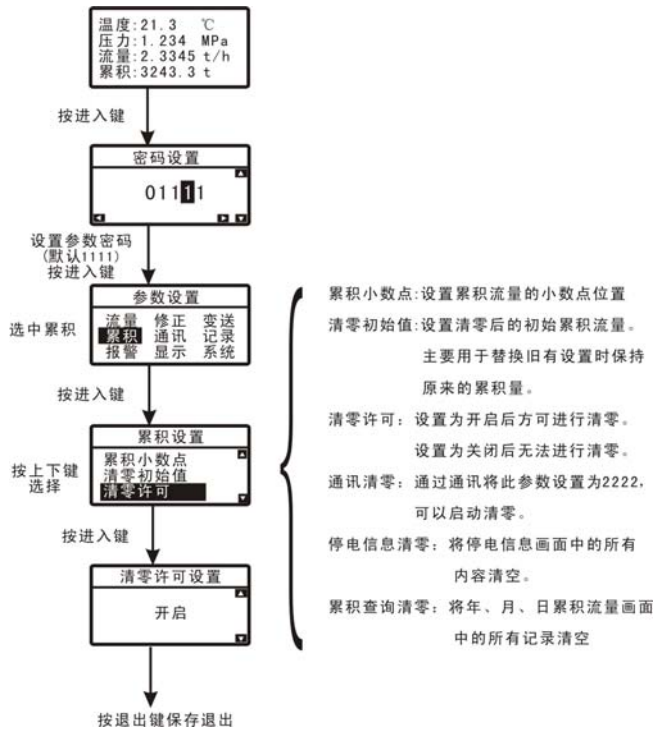 温度:21.3 ℃
压力:1.234 MPa
流量:2.3345 t/h
累积:3243.3 t
按进入键
密码设置
01111
设置参数密码
(默认1111)
按进入键
参数设置
流量 修正 变送
累积 通讯 记录
报警 显示 系统
选中累积
按进入键
累积设置
累积小数点
清零初始值
清零许可
按上下键
选择
按进入键
清零许可设置
开启
按退出键保存退出
累积小数点:设置累积流量的小数点位置
清零初始值:设置清零后的初始累积流量。
主要用于替换旧有设置时保持
原来的累积量。
清零许可：设置为开启后方可进行清零。
设置为关闭后无法进行清零。
通讯清零：通过通讯将此参数设置为2222，
可以启动清零。
停电信息清零：将停电信息画面中的所有
内容清空。
累积查询清零：将年、月、日累积流量画面
中的所有记录清空